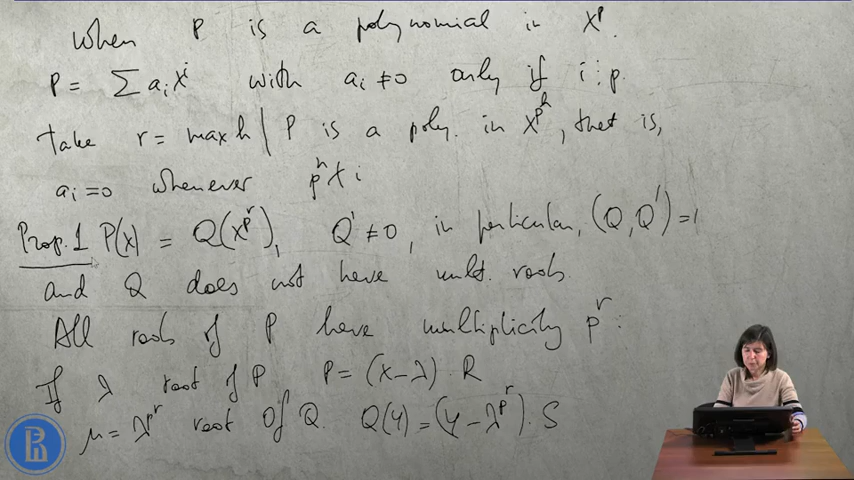 When P is a polynomial in X^p.
P = ∑ a_i X^i with a_i ≠ 0 only if i ⋮ p.
Take r = max h | P is a poly. in X^{p^h}, that is,
a_i = 0 whenever p^h ∤ i
Prop. 1 P(X) = Q(X^{p^r}), Q' ≠ 0, in particular, (Q, Q') = 1
and Q does not have mult. roots.
All roots of P have multiplicity p^r:
If λ root of P P = (X-λ) · R
μ = λ^{p^r} root of Q. Q(Y) = (Y - λ^{p^r}) · S